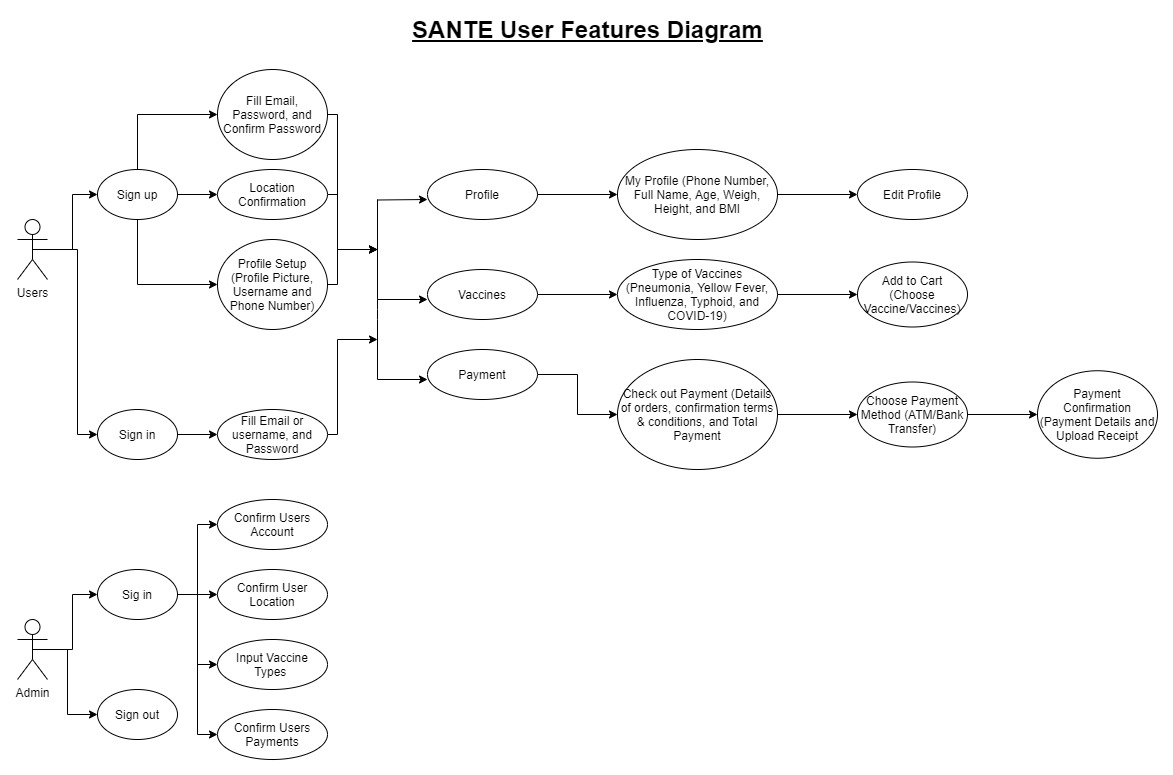 SANTE User Features Diagram
Fill Email,
Password, and
Confirm Password
Sign up
Location
Confirmation
Profile Setup
(Profile Picture,
Username and
Phone Number)
Users
Sign in
Fill Email or
username, and
Password
Profile
My Profile (Phone Number,
Full Name, Age, Weigh,
Height, and BMI
Edit Profile
Vaccines
Type of Vaccines
(Pneumonia, Yellow Fever,
Influenza, Typhoid, and
COVID-19)
Add to Cart
(Choose
Vaccine/Vaccines)
Payment
Check out Payment (Details
of orders, confirmation terms
& conditions, and Total
Payment
Choose Payment
Method (ATM/Bank
Transfer)
Payment
Confirmation
(Payment Details and
Upload Receipt
Confirm Users
Account
Sig in
Confirm User
Location
Input Vaccine
Types
Admin
Sign out
Confirm Users
Payments